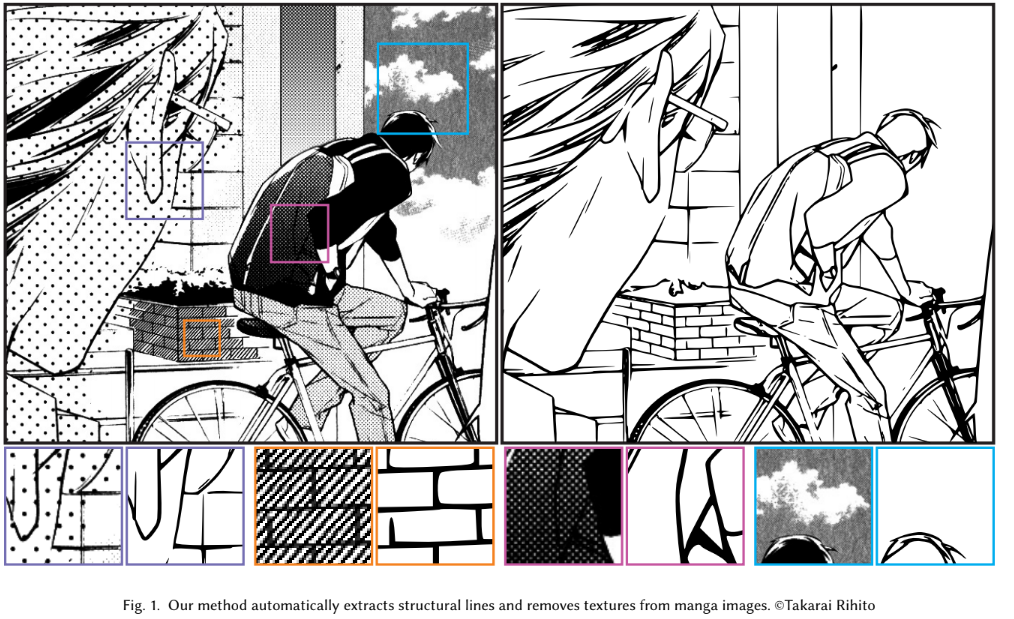 Fig. 1. Our method automatically extracts structural lines and removes textures from manga images. ©Takarai Rihito